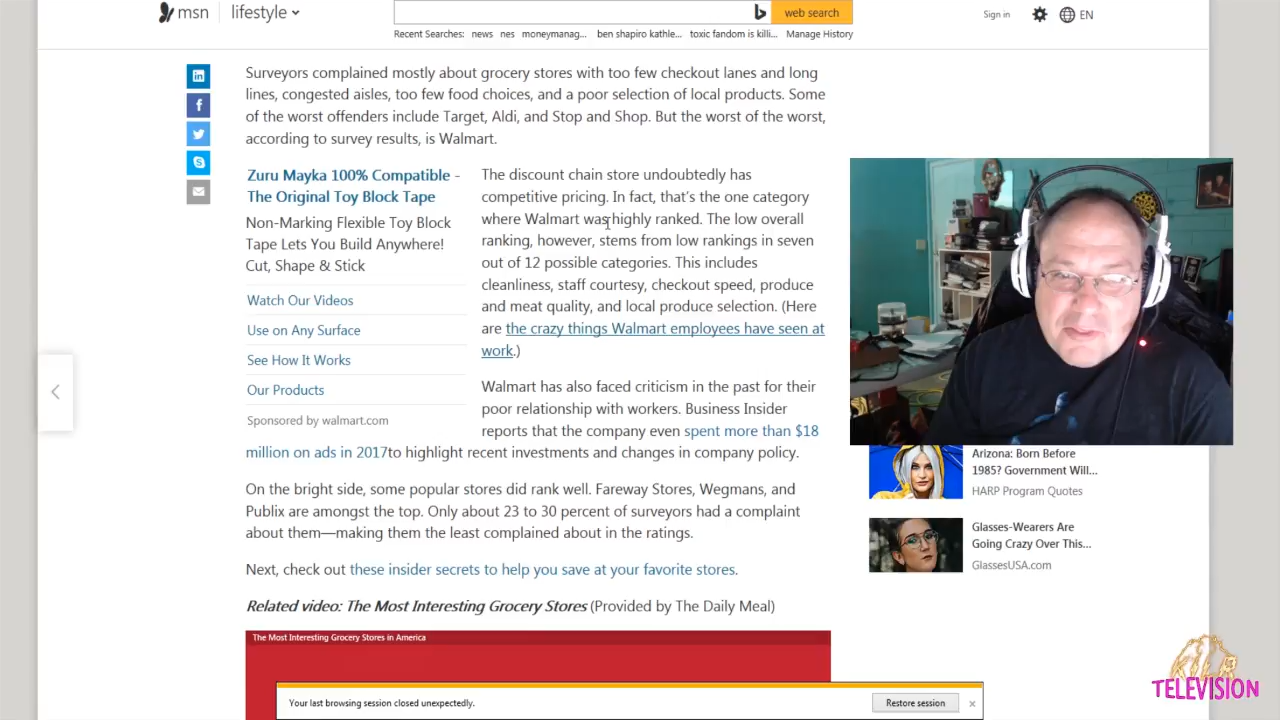 msn
lifestyle
web search
Sign in
EN
Recent Searches: news nes moneymanag... ben shapiro kathle... toxic fandom is killi... Manage History
Surveyors complained mostly about grocery stores with too few checkout lanes and long
lines, congested aisles, too few food choices, and a poor selection of local products. Some
of the worst offenders include Target, Aldi, and Stop and Shop. But the worst of the worst,
according to survey results, is Walmart.
Zuru Mayka 100% Compatible -
The Original Toy Block Tape
Non-Marking Flexible Toy Block
Tape Lets You Build Anywhere!
Cut, Shape & Stick
Watch Our Videos
Use on Any Surface
See How It Works
Our Products
Sponsored by walmart.com
The discount chain store undoubtedly has
competitive pricing. In fact, that's the one category
where Walmart was highly ranked. The low overall
ranking, however, stems from low rankings in seven
out of 12 possible categories. This includes
cleanliness, staff courtesy, checkout speed, produce
and meat quality, and local produce selection. (Here
are the crazy things Walmart employees have seen at
work.)
Walmart has also faced criticism in the past for their
poor relationship with workers. Business Insider
reports that the company even spent more than $18
million on ads in 2017to highlight recent investments and changes in company policy.
On the bright side, some popular stores did rank well. Fareway Stores, Wegmans, and
Publix are amongst the top. Only about 23 to 30 percent of surveyors had a complaint
about them—making them the least complained about in the ratings.
Next, check out these insider secrets to help you save at your favorite stores.
Related video: The Most Interesting Grocery Stores (Provided by The Daily Meal)
The Most Interesting Grocery Stores in America
Arizona: Born Before
1985? Government Will...
HARP Program Quotes
Glasses-Wearers Are
Going Crazy Over This...
GlassesUSA.com
Your last browsing session closed unexpectedly.
Restore session
KILR
TELEVISION